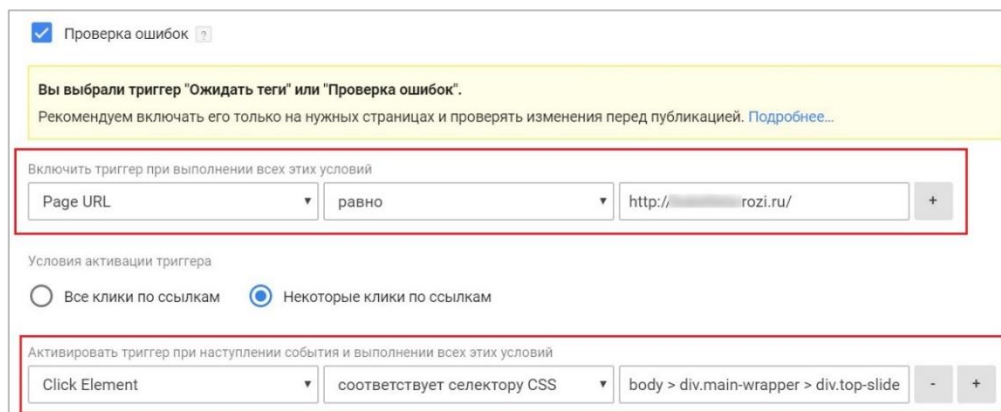 Проверка ошибок ?
Вы выбрали триггер "Ожидать теги" или "Проверка ошибок".
Рекомендуем включать его только на нужных страницах и проверять изменения перед публикацией. Подробнее...
Включить триггер при выполнении всех этих условий
Page URL равно http:// rozi.ru/ +
Условия активации триггера
Все клики по ссылкам Некоторые клики по ссылкам
Активировать триггер при наступлении события и выполнении всех этих условий
Click Element соответствует селектору CSS body > div.main-wrapper > div.top-slide - +